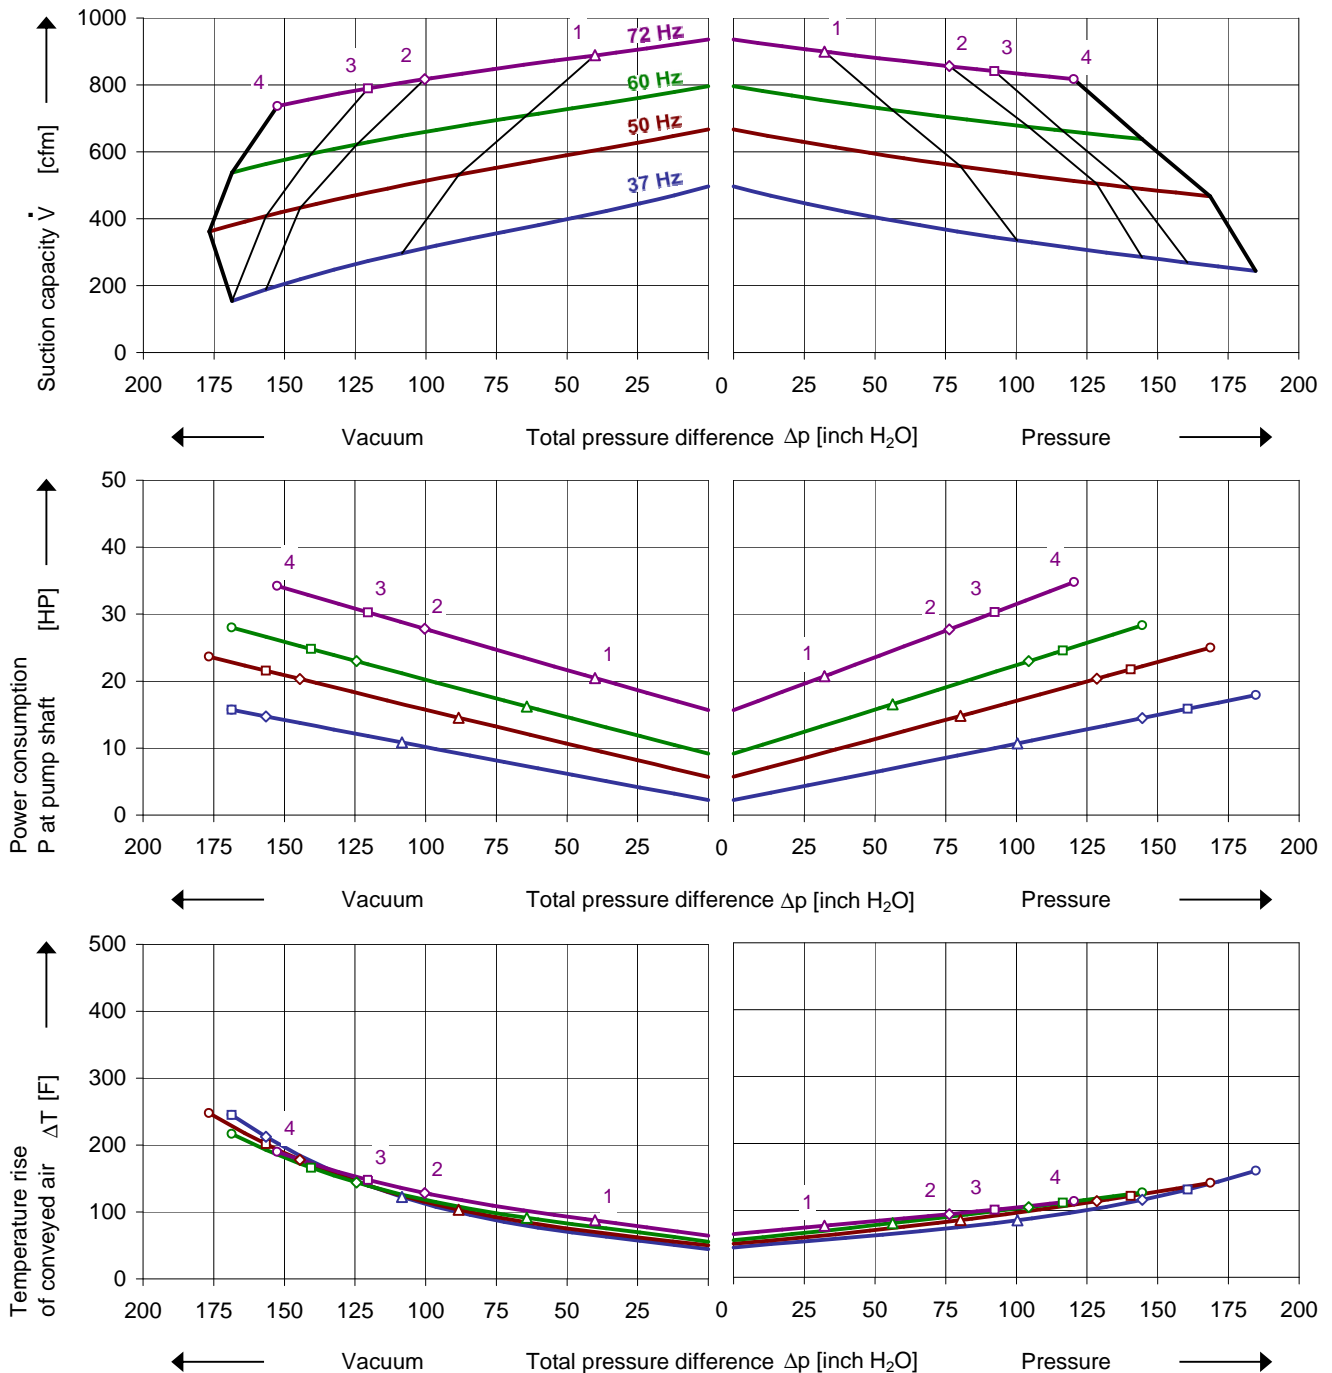 Suction capacity V̇ [cfm]
1000
800
600
400
200
0
4
3
2
1
72 Hz
60 Hz
50 Hz
37 Hz
1
2
3
4
200 175 150 125 100 75 50 25 0 25 50 75 100 125 150 175 200
Vacuum Total pressure difference Δp [inch H₂O] Pressure
Power consumption
P at pump shaft [HP]
50
40
30
20
10
0
4
3
2
1
1
2
3
4
200 175 150 125 100 75 50 25 0 25 50 75 100 125 150 175 200
Vacuum Total pressure difference Δp [inch H₂O] Pressure
Temperature rise
of conveyed air ΔT [F]
500
400
300
200
100
0
4
3
2
1
1
2
3
4
200 175 150 125 100 75 50 25 0 25 50 75 100 125 150 175 200
Vacuum Total pressure difference Δp [inch H₂O] Pressure